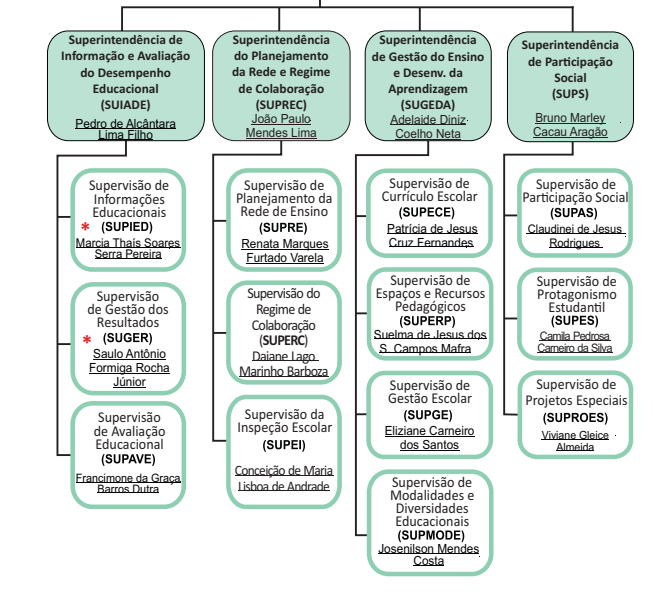 Superintendência de
Informação e Avaliação
do Desempenho
Educacional
(SUIADE)
Pedro de Alcântara
Lima Filho
Supervisão de
Informações
Educacionais
* (SUPIED)
Marcia Thaís Soares
Serra Pereira
Supervisão
de Gestão dos
Resultados
* (SUGER)
Saulo Antônio
Formiga Rocha
Júnior
Supervisão
de Avaliação
Educacional
(SUPAVE)
Francimone da Graça
Barros Dutra
Superintendência
do Planejamento
da Rede e Regime
de Colaboração
(SUPREC)
João Paulo
Mendes Lima
Supervisão de
Planejamento da
Rede de Ensino
(SUPRE)
Renata Marques
Furtado Varela
Supervisão do
Regime de
Colaboração
(SUPERC)
Daiane Lago
Marinho Barboza
Supervisão da
Inspeção Escolar
(SUPEI)
Conceição de Maria
Lisboa de Andrade
Superintendência
de Gestão do Ensino
e Desenv. da
Aprendizagem
(SUGEDA)
Adelaide Diniz
Coelho Neta
Supervisão de
Currículo Escolar
(SUPECE)
Patrícia de Jesus
Cruz Fernandes
Supervisão de
Espaços e Recursos
Pedagógicos
(SUPERP)
Suelma de Jesus dos
S. Campos Mafra
Supervisão de
Gestão Escolar
(SUPGE)
Eliziane Carneiro
dos Santos
Supervisão de
Modalidades e
Diversidades
Educacionais
(SUPMODE)
Josenilson Mendes
Costa
Superintendência
de Participação
Social
(SUPS)
Bruno Marley
Cacau Aragão
Supervisão de
Participação Social
(SUPAS)
Claudinei de Jesus
Rodrigues
Supervisão de
Protagonismo
Estudantil
(SUPES)
Camila Pedrosa
Carneiro da Silva
Supervisão de
Projetos Especiais
(SUPROES)
Viviane Gleice
Almeida